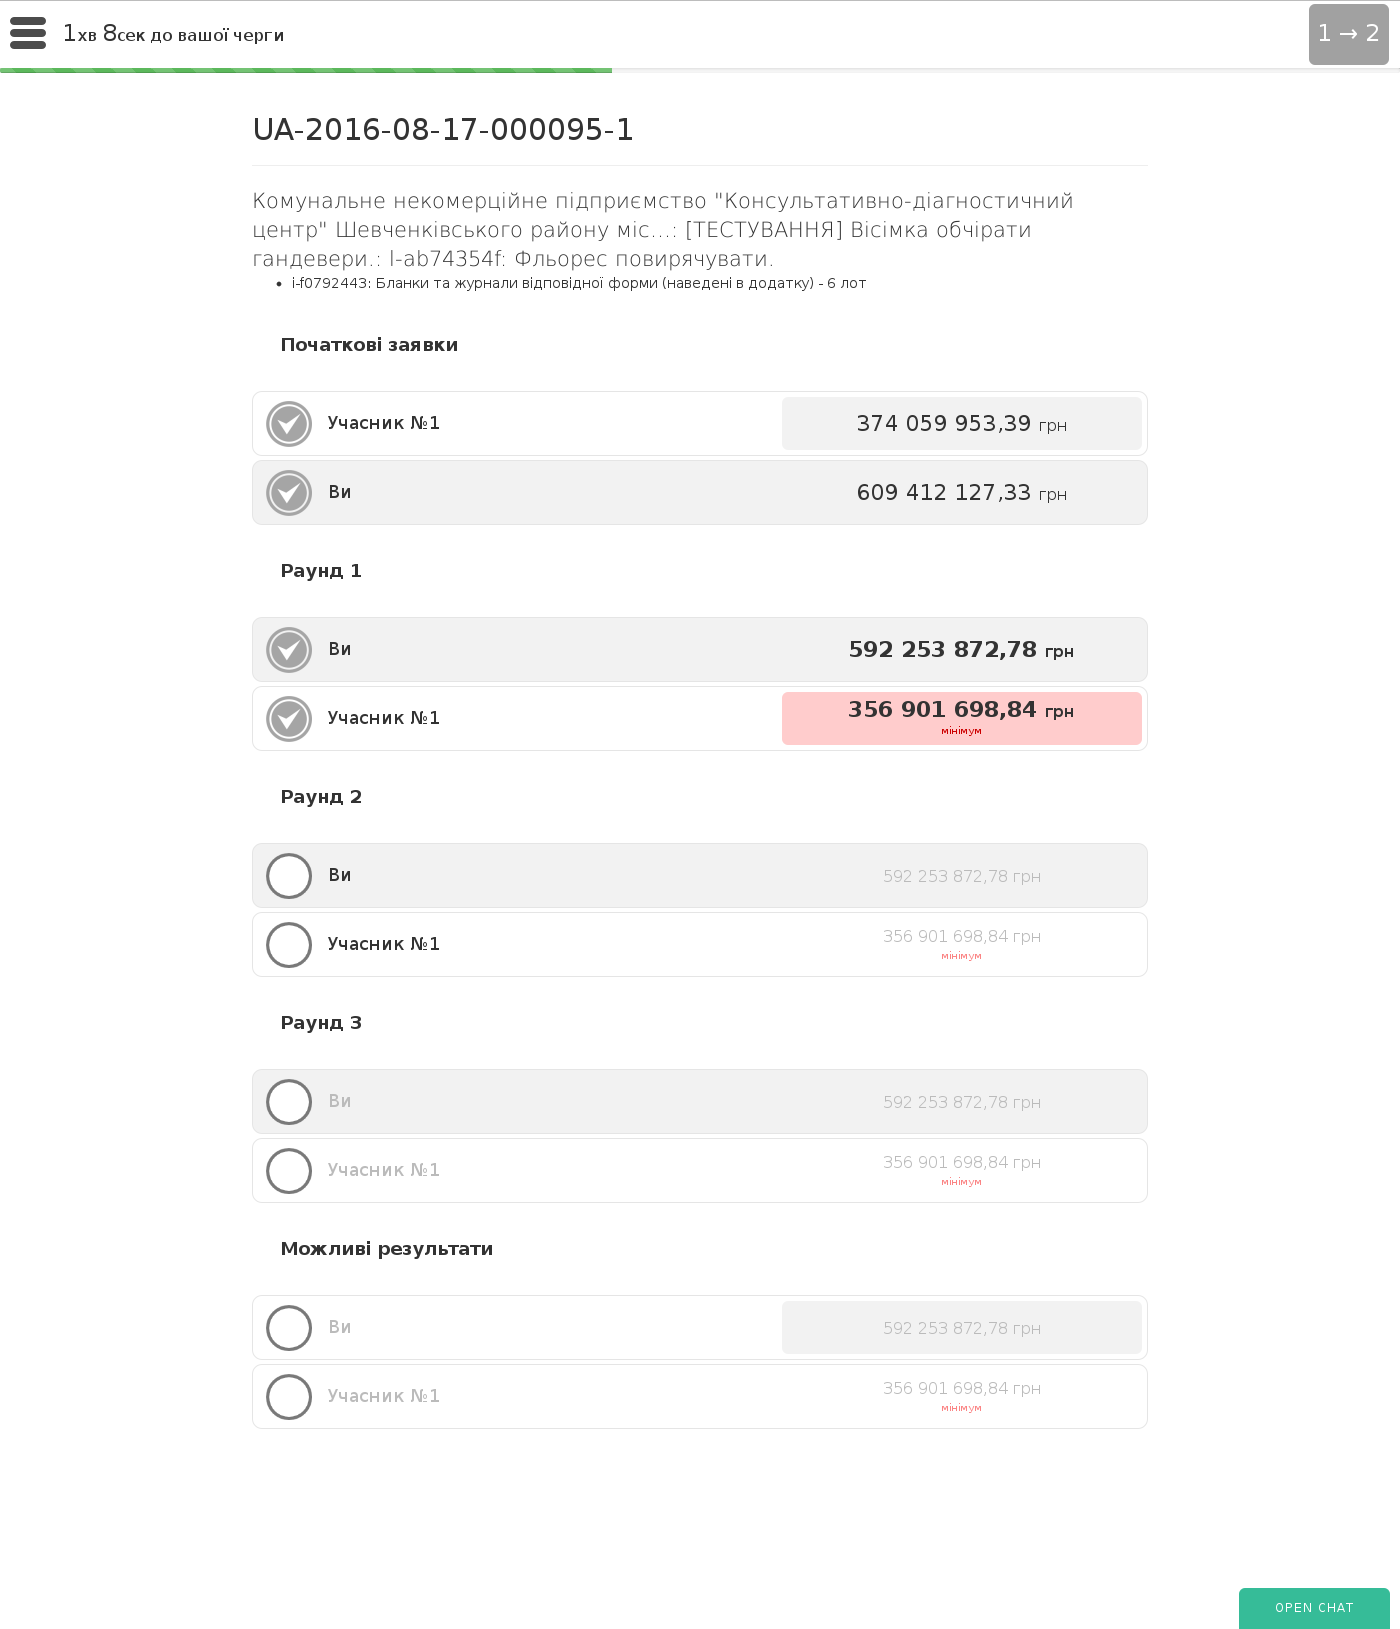 1хв 8сек до вашої черги
1 → 2
UA-2016-08-17-000095-1
Комунальне некомерційне підприємство "Консультативно-діагностичний
центр" Шевченківського району міс...: [ТЕСТУВАННЯ] Вісімка обчірати
гандевери.: l-ab74354f: Фльорес повирячувати.
i-f0792443: Бланки та журнали відповідної форми (наведені в додатку) - 6 лот
Початкові заявки
Учасник №1 374 059 953,39 грн
Ви 609 412 127,33 грн
Раунд 1
Ви 592 253 872,78 грн
Учасник №1 356 901 698,84 грн
мінімум
Раунд 2
Ви 592 253 872,78 грн
Учасник №1 356 901 698,84 грн
мінімум
Раунд 3
Ви 592 253 872,78 грн
Учасник №1 356 901 698,84 грн
мінімум
Можливі результати
Ви 592 253 872,78 грн
Учасник №1 356 901 698,84 грн
мінімум
OPEN CHAT